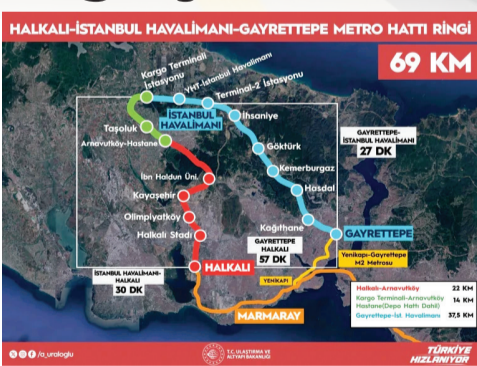 HALKALI-İSTANBUL HAVALİMANI-GAYRETTEPE METRO HATTI RİNGİ
69 KM
Kargo Terminali
İstasyonu
YHT-İstanbul Havalimanı
Terminal-2 İstasyonu
İSTANBUL
HAVALİMANI
İhsaniye
Taşoluk
Arnavutköy-Hastane
Göktürk
GAYRETTEPE-
İSTANBUL HAVALİMANI
27 DK
Kemerburgaz
İbn Haldun Üni.
Hasdal
Kayaşehir
Olimpiyatköy
Kağıthane
Halkalı Stadı
GAYRETTEPE
GAYRETTEPE
HALKALI
57 DK
Yenikapı-Gayrettepe
M2 Metrosu
HALKALI
İSTANBUL HAVALİMANI-
HALKALI
30 DK
YENİKAPI
MARMARAY
Halkalı-Arnavutköy 22 KM
Kargo Terminali-Arnavutköy
Hastane(Depo Hattı Dahil) 14 KM
Gayrettepe-İst. Havalimanı 37,5 KM
/a_uraloglu
T.C. ULAŞTIRMA VE
ALTYAPI BAKANLIĞI
TÜRKİYE
HIZLANIYOR